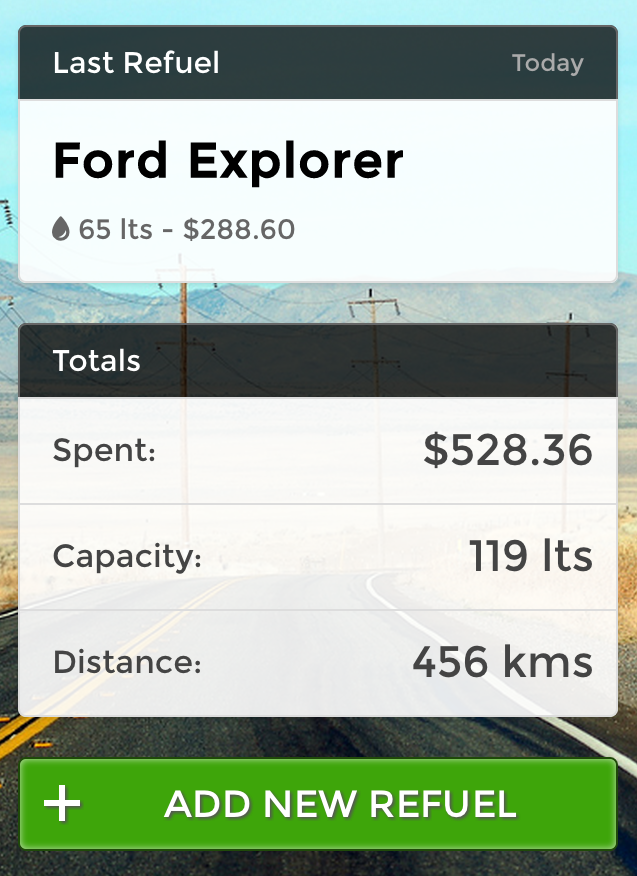 Last Refuel Today
Ford Explorer
65 lts - $288.60
Totals
Spent: $528.36
Capacity: 119 lts
Distance: 456 kms
+ ADD NEW REFUEL